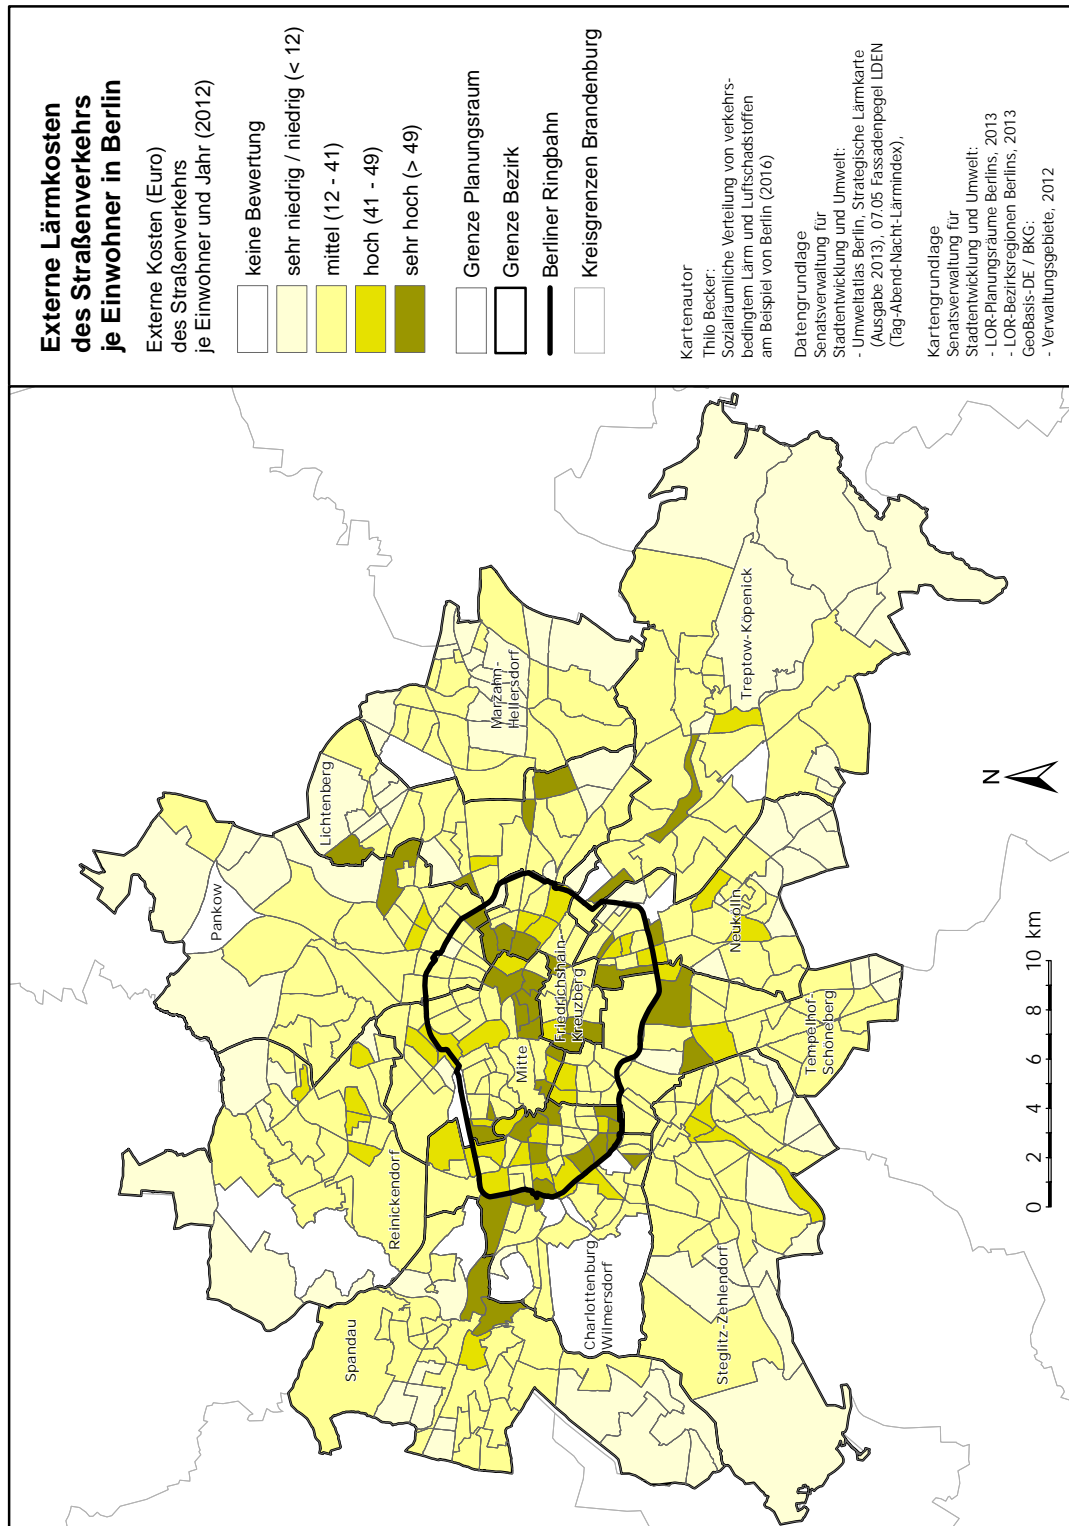 Externe Lärmkosten
des Straßenverkehrs
je Einwohner in Berlin
Externe Kosten (Euro)
des Straßenverkehrs
je Einwohner und Jahr (2012)
keine Bewertung
sehr niedrig / niedrig (< 12)
mittel (12 - 41)
hoch (41 - 49)
sehr hoch (> 49)
Grenze Planungsraum
Grenze Bezirk
Berliner Ringbahn
Kreisgrenzen Brandenburg
Kartenautor
Thilo Becker:
Sozialräumliche Verteilung von verkehrs-
bedingtem Lärm und Luftschadstoffen
am Beispiel von Berlin (2016)
Datengrundlage
Senatsverwaltung für
Stadtentwicklung und Umwelt:
- Umweltatlas Berlin, Strategische Lärmkarte
(Ausgabe 2013), 07.05 Fassadenpegel LDEN
(Tag-Abend-Nacht-Lärmindex),
Kartengrundlage
Senatsverwaltung für
Stadtentwicklung und Umwelt:
- LOR-Planungsräume Berlins, 2013
- LOR-Bezirksregionen Berlins, 2013
GeoBasis-DE / BKG:
- Verwaltungsgebiete, 2012
Pankow
Lichtenberg
Reinickendorf
Spandau
Marzahn-
Hellersdorf
Mitte
Friedrichshain-
Kreuzberg
Charlottenburg
Wilmersdorf
Treptow-Köpenick
Neukölln
Tempelhof-
Schöneberg
Steglitz-Zehlendorf
N
0 2 4 6 8 10 km